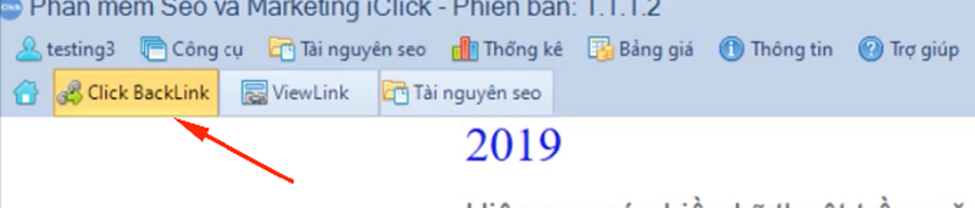 Phần mềm Seo và Marketing iClick - Phiên bản: 1.1.1.2
testing3 Công cụ Tài nguyên seo Thống kê Bảng giá Thông tin Trợ giúp
Click BackLink ViewLink Tài nguyên seo
2019